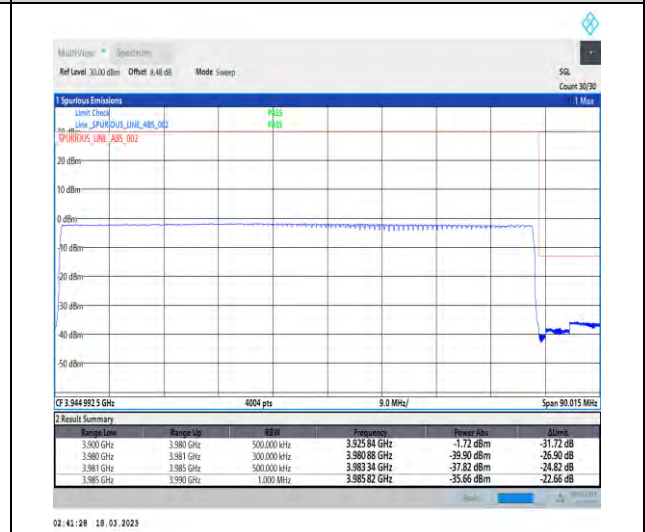 MultiView Spectrum
Ref Level 30.00 dBm Offset 8.48 dB Mode Sweep SGL
Count 30/30
1 Spurious Emissions 1 Max
Limit Check PASS
Line _SPURIOUS_LINE_ABS_002 PASS
_SPURIOUS_LINE_ABS_002
20 dBm
10 dBm
0 dBm
-10 dBm
-20 dBm
-30 dBm
-40 dBm
-50 dBm
CF 3.944 992 5 GHz 4004 pts 9.0 MHz/ Span 90.015 MHz
2 Result Summary
Range Low Range Up RBW Frequency Power Abs ΔLimit
3.900 GHz 3.980 GHz 500.000 kHz 3.925 84 GHz -1.72 dBm -31.72 dB
3.980 GHz 3.981 GHz 300.000 kHz 3.980 88 GHz -39.90 dBm -26.90 dB
3.981 GHz 3.985 GHz 500.000 kHz 3.983 34 GHz -37.82 dBm -24.82 dB
3.985 GHz 3.990 GHz 1.000 MHz 3.985 82 GHz -35.66 dBm -22.66 dB
02:41:28 18.03.2023